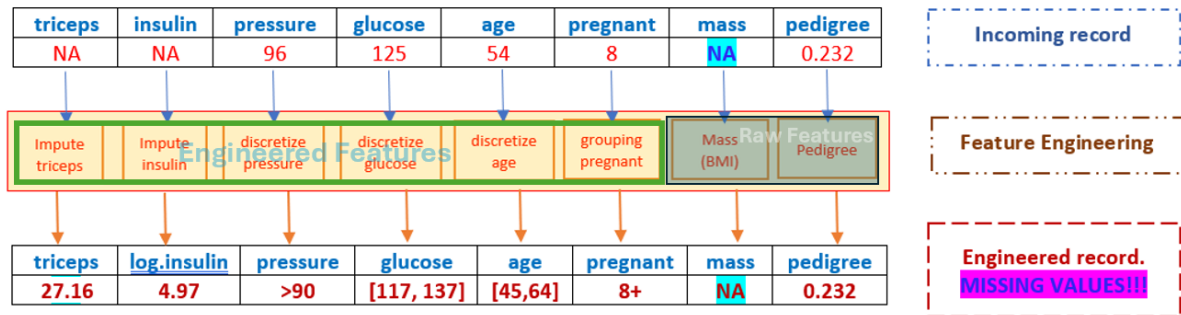 triceps insulin pressure glucose age pregnant mass pedigree
NA NA 96 125 54 8 NA 0.232
Incoming record
Impute triceps
Impute insulin
discretize pressure
discretize glucose
discretize age
grouping pregnant
Mass (BMI)
Pedigree
Engineered Features
Raw Features
Feature Engineering
triceps log.insulin pressure glucose age pregnant mass pedigree
27.16 4.97 >90 [117, 137] [45,64] 8+ NA 0.232
Engineered record.
MISSING VALUES!!!